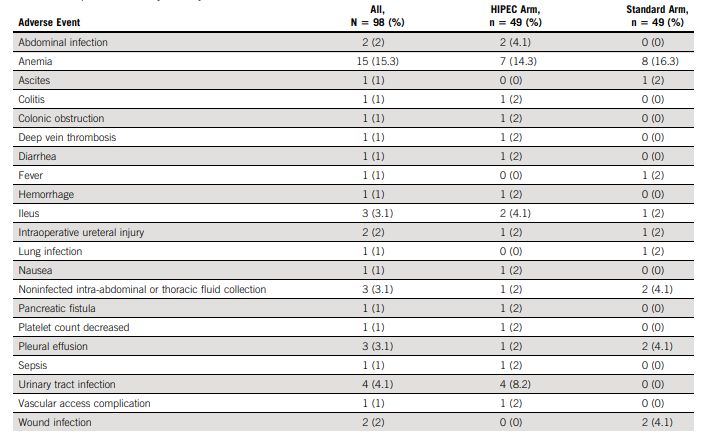 All, HIPEC Arm, Standard Arm,
Adverse Event N = 98 (%) n = 49 (%) n = 49 (%)
Abdominal infection 2 (2) 2 (4.1) 0 (0)
Anemia 15 (15.3) 7 (14.3) 8 (16.3)
Ascites 1 (1) 0 (0) 1 (2)
Colitis 1 (1) 1 (2) 0 (0)
Colonic obstruction 1 (1) 1 (2) 0 (0)
Deep vein thrombosis 1 (1) 1 (2) 0 (0)
Diarrhea 1 (1) 1 (2) 0 (0)
Fever 1 (1) 0 (0) 1 (2)
Hemorrhage 1 (1) 1 (2) 0 (0)
Ileus 3 (3.1) 2 (4.1) 1 (2)
Intraoperative ureteral injury 2 (2) 1 (2) 1 (2)
Lung infection 1 (1) 0 (0) 1 (2)
Nausea 1 (1) 1 (2) 0 (0)
Noninfected intra-abdominal or thoracic fluid collection 3 (3.1) 1 (2) 2 (4.1)
Pancreatic fistula 1 (1) 1 (2) 0 (0)
Platelet count decreased 1 (1) 1 (2) 0 (0)
Pleural effusion 3 (3.1) 1 (2) 2 (4.1)
Sepsis 1 (1) 1 (2) 0 (0)
Urinary tract infection 4 (4.1) 4 (8.2) 0 (0)
Vascular access complication 1 (1) 1 (2) 0 (0)
Wound infection 2 (2) 0 (0) 2 (4.1)